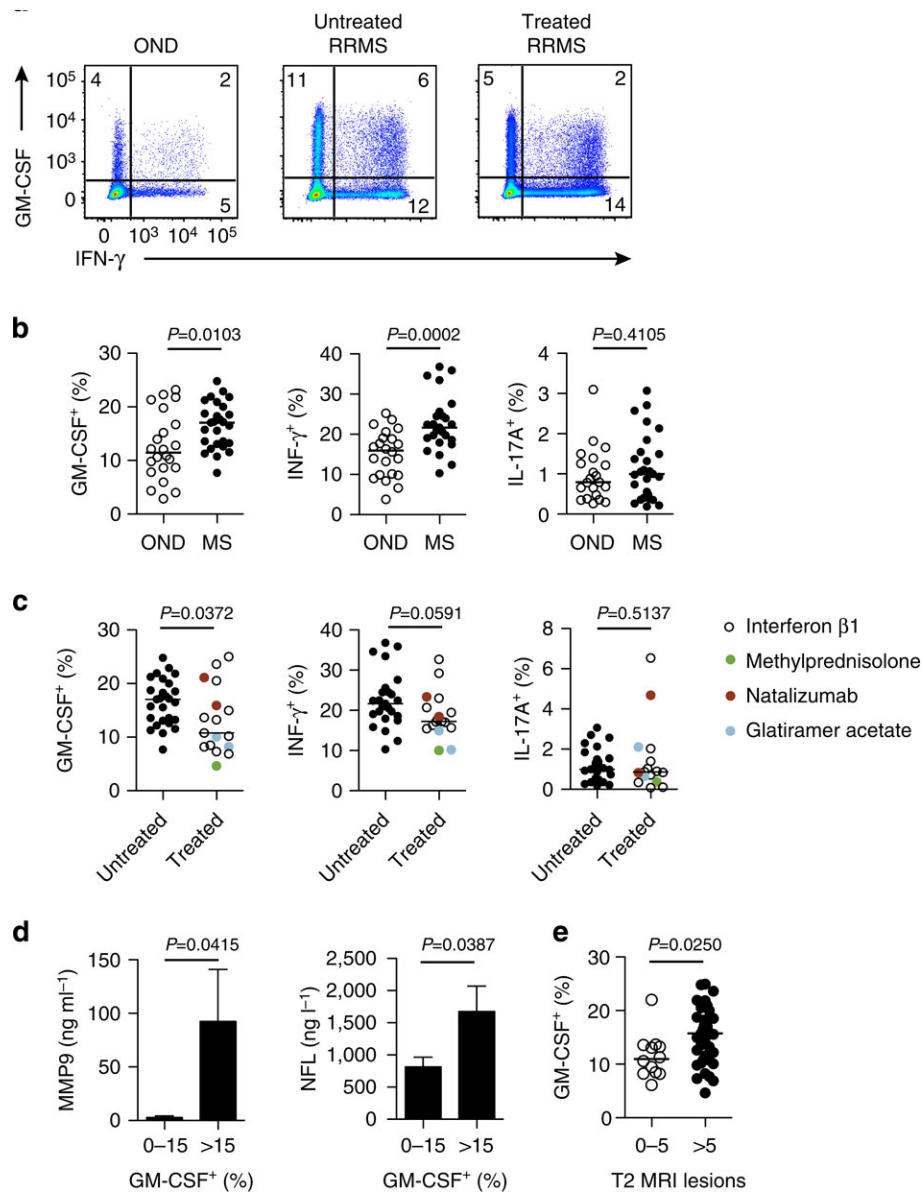 Untreated Treated
OND RRMS RRMS
4 2 11 6 5 2
10⁵
10⁴
10³
0
5 12 14
GM-CSF
0 10³ 10⁴ 10⁵
IFN-γ
b
P=0.0103 P=0.0002 P=0.4105
GM-CSF⁺ (%)
30
20
10
0
OND MS
INF-γ⁺ (%)
40
30
20
10
0
OND MS
IL-17A⁺ (%)
4
3
2
1
0
OND MS
c
P=0.0372 P=0.0591 P=0.5137
GM-CSF⁺ (%)
30
20
10
0
Untreated Treated
INF-γ⁺ (%)
40
30
20
10
0
Untreated Treated
IL-17A⁺ (%)
8
6
4
2
0
Untreated Treated
Interferon β1
Methylprednisolone
Natalizumab
Glatiramer acetate
d
P=0.0415
MMP9 (ng ml⁻¹)
150
100
50
0
0–15 >15
GM-CSF⁺ (%)
P=0.0387
NFL (ng l⁻¹)
2,500
2,000
1,500
1,000
500
0
0–15 >15
GM-CSF⁺ (%)
e
P=0.0250
GM-CSF⁺ (%)
30
20
10
0
0–5 >5
T2 MRI lesions